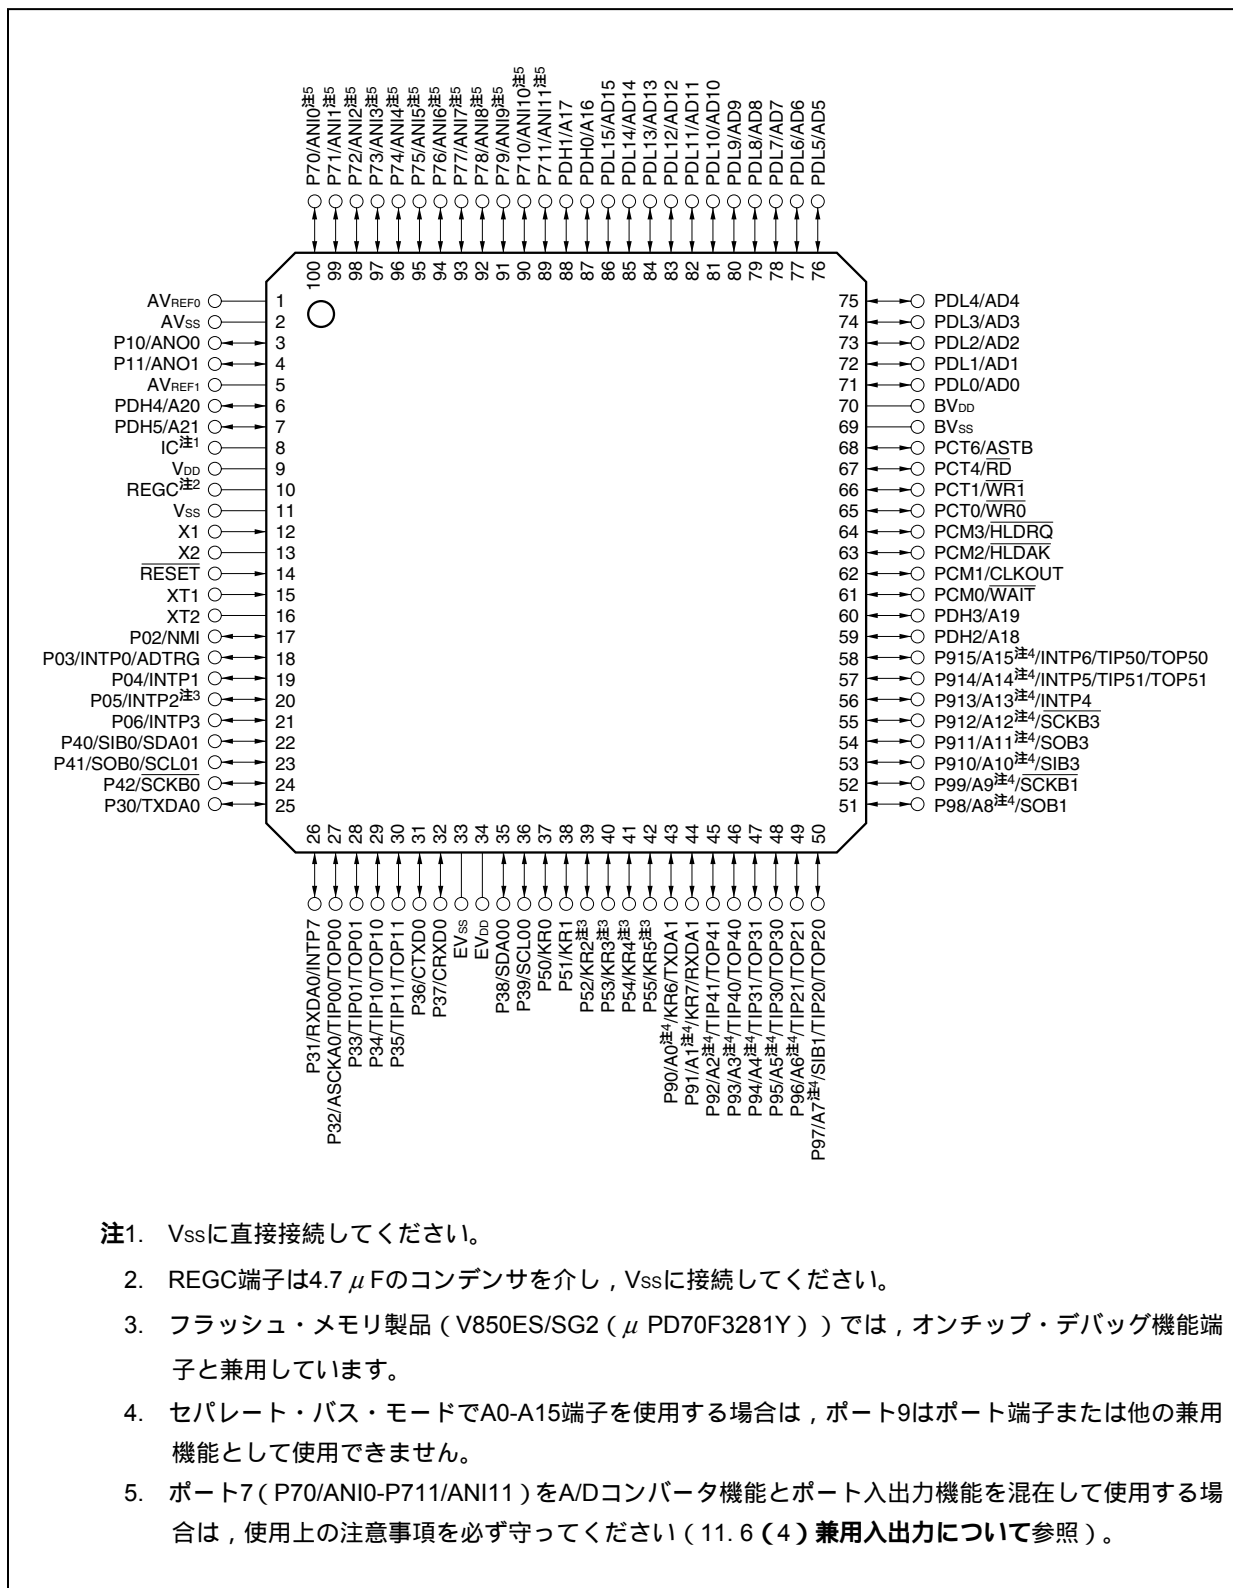 P70/ANI0注5
P71/ANI1注5
P72/ANI2注5
P73/ANI3注5
P74/ANI4注5
P75/ANI5注5
P76/ANI6注5
P77/ANI7注5
P78/ANI8注5
P79/ANI9注5
P710/ANI10注5
P711/ANI11注5
PDH1/A17
PDH0/A16
PDL15/AD15
PDL14/AD14
PDL13/AD13
PDL12/AD12
PDL11/AD11
PDL10/AD10
PDL9/AD9
PDL8/AD8
PDL7/AD7
PDL6/AD6
PDL5/AD5
100
99
98
97
96
95
94
93
92
91
90
89
88
87
86
85
84
83
82
81
80
79
78
77
76
AVREF0 1
AVSS 2
P10/ANO0 3
P11/ANO1 4
AVREF1 5
PDH4/A20 6
PDH5/A21 7
IC注1 8
VDD 9
REGC注2 10
VSS 11
X1 12
X2 13
RESET 14
XT1 15
XT2 16
P02/NMI 17
P03/INTP0/ADTRG 18
P04/INTP1 19
P05/INTP2注3 20
P06/INTP3 21
P40/SIB0/SDA01 22
P41/SOB0/SCL01 23
P42/SCKB0 24
P30/TXDA0 25
75 PDL4/AD4
74 PDL3/AD3
73 PDL2/AD2
72 PDL1/AD1
71 PDL0/AD0
70 BVDD
69 BVSS
68 PCT6/ASTB
67 PCT4/RD
66 PCT1/WR1
65 PCT0/WR0
64 PCM3/HLDRQ
63 PCM2/HLDAK
62 PCM1/CLKOUT
61 PCM0/WAIT
60 PDH3/A19
59 PDH2/A18
58 P915/A15注4/INTP6/TIP50/TOP50
57 P914/A14注4/INTP5/TIP51/TOP51
56 P913/A13注4/INTP4
55 P912/A12注4/SCKB3
54 P911/A11注4/SOB3
53 P910/A10注4/SIB3
52 P99/A9注4/SCKB1
51 P98/A8注4/SOB1
26
27
28
29
30
31
32
33
34
35
36
37
38
39
40
41
42
43
44
45
46
47
48
49
50
P31/RXDA0/INTP7
P32/ASCKA0/TIP00/TOP00
P33/TIP01/TOP01
P34/TIP10/TOP10
P35/TIP11/TOP11
P36/CTXD0
P37/CRXD0
EVSS
EVDD
P38/SDA00
P39/SCL00
P50/KR0
P51/KR1
P52/KR2注3
P53/KR3注3
P54/KR4注3
P55/KR5注3
P90/A0注4/KR6/TXDA1
P91/A1注4/KR7/RXDA1
P92/A2注4/TIP41/TOP41
P93/A3注4/TIP40/TOP40
P94/A4注4/TIP31/TOP31
P95/A5注4/TIP30/TOP30
P96/A6注4/TIP21/TOP21
P97/A7注4/SIB1/TIP20/TOP20
注1. VSSに直接接続してください。
2. REGC端子は4.7 μFのコンデンサを介し，VSSに接続してください。
3. フラッシュ・メモリ製品（V850ES/SG2（μPD70F3281Y））では，オンチップ・デバッグ機能端
子と兼用しています。
4. セパレート・バス・モードでA0-A15端子を使用する場合は，ポート9はポート端子または他の兼用
機能として使用できません。
5. ポート7（P70/ANI0-P711/ANI11）をA/Dコンバータ機能とポート入出力機能を混在して使用する場
合は，使用上の注意事項を必ず守ってください（11. 6（4）兼用入出力について参照）。